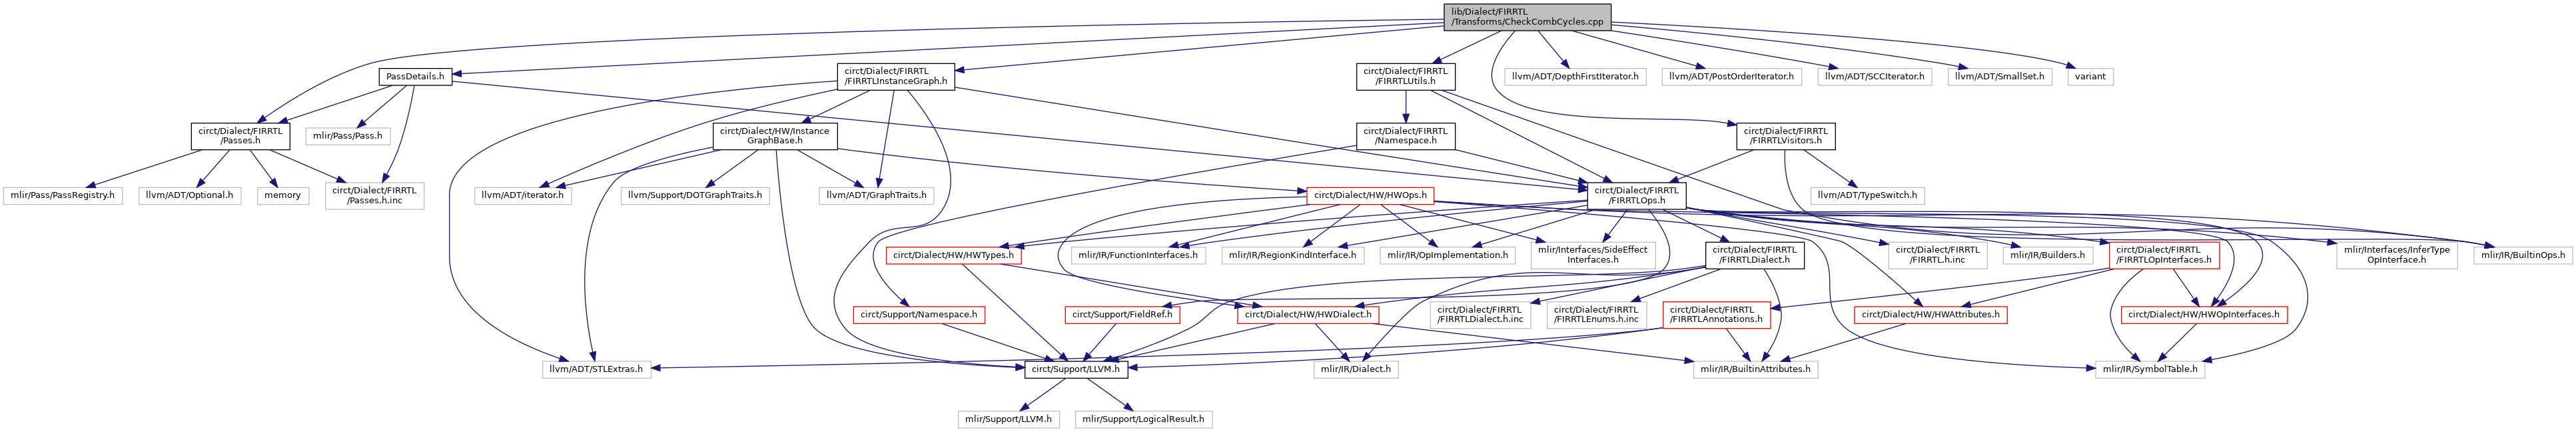 lib/Dialect/FIRRTL
/Transforms/CheckCombCycles.cpp
PassDetails.h
circt/Dialect/FIRRTL
/FIRRTLInstanceGraph.h
circt/Dialect/FIRRTL
/FIRRTLUtils.h
llvm/ADT/DepthFirstIterator.h
llvm/ADT/PostOrderIterator.h
llvm/ADT/SCCIterator.h
llvm/ADT/SmallSet.h
variant
circt/Dialect/FIRRTL
/Passes.h
mlir/Pass/Pass.h
circt/Dialect/HW/Instance
GraphBase.h
circt/Dialect/FIRRTL
/Namespace.h
circt/Dialect/FIRRTL
/FIRRTLVisitors.h
mlir/Pass/PassRegistry.h
llvm/ADT/Optional.h
memory
circt/Dialect/FIRRTL
/Passes.h.inc
llvm/ADT/iterator.h
llvm/Support/DOTGraphTraits.h
llvm/ADT/GraphTraits.h
circt/Dialect/HW/HWOps.h
circt/Dialect/FIRRTL
/FIRRTLOps.h
llvm/ADT/TypeSwitch.h
circt/Dialect/HW/HWTypes.h
mlir/IR/FunctionInterfaces.h
mlir/IR/RegionKindInterface.h
mlir/IR/OpImplementation.h
mlir/Interfaces/SideEffect
Interfaces.h
circt/Dialect/FIRRTL
/FIRRTLDialect.h
circt/Dialect/FIRRTL
/FIRRTL.h.inc
mlir/IR/Builders.h
circt/Dialect/FIRRTL
/FIRRTLOpInterfaces.h
mlir/Interfaces/InferType
OpInterface.h
mlir/IR/BuiltinOps.h
circt/Support/Namespace.h
circt/Support/FieldRef.h
circt/Dialect/HW/HWDialect.h
circt/Dialect/FIRRTL
/FIRRTLDialect.h.inc
circt/Dialect/FIRRTL
/FIRRTLEnums.h.inc
circt/Dialect/FIRRTL
/FIRRTLAnnotations.h
circt/Dialect/HW/HWAttributes.h
circt/Dialect/HW/HWOpInterfaces.h
llvm/ADT/STLExtras.h
circt/Support/LLVM.h
mlir/IR/Dialect.h
mlir/IR/BuiltinAttributes.h
mlir/IR/SymbolTable.h
mlir/Support/LLVM.h
mlir/Support/LogicalResult.h